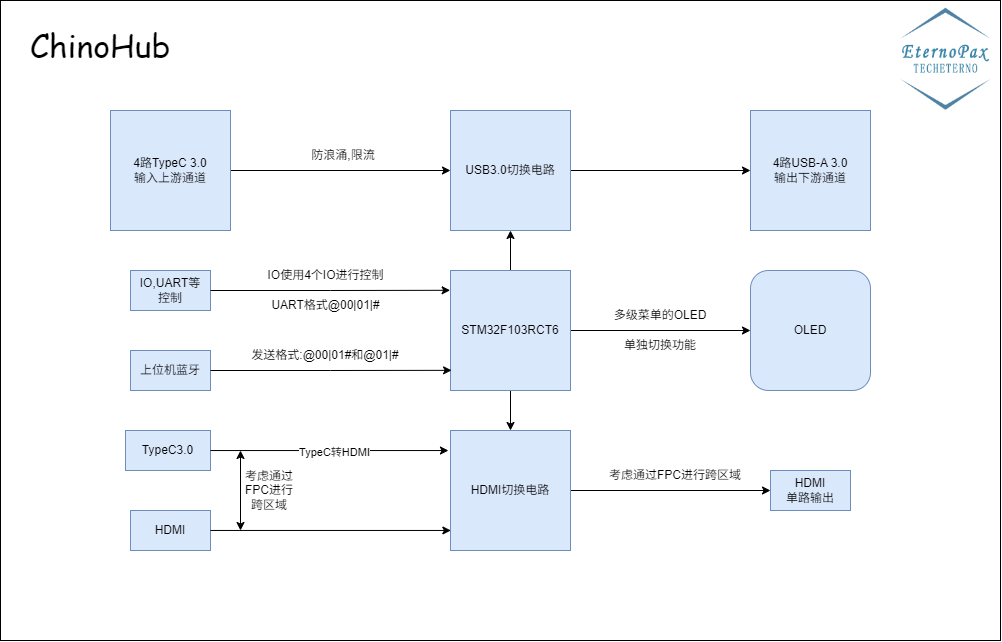 ChinoHub
EternoPax
TECHETERNO
4路TypeC 3.0
输入上游通道
防浪涌,限流
USB3.0切换电路
4路USB-A 3.0
输出下游通道
IO,UART等
控制
IO使用4个IO进行控制
UART格式@00|01|#
STM32F103RCT6
多级菜单的OLED
单独切换功能
OLED
上位机蓝牙
发送格式:@00|01#和@01|#
TypeC3.0
TypeC转HDMI
考虑通过
FPC进行
跨区域
HDMI
HDMI切换电路
考虑通过FPC进行跨区域
HDMI
单路输出